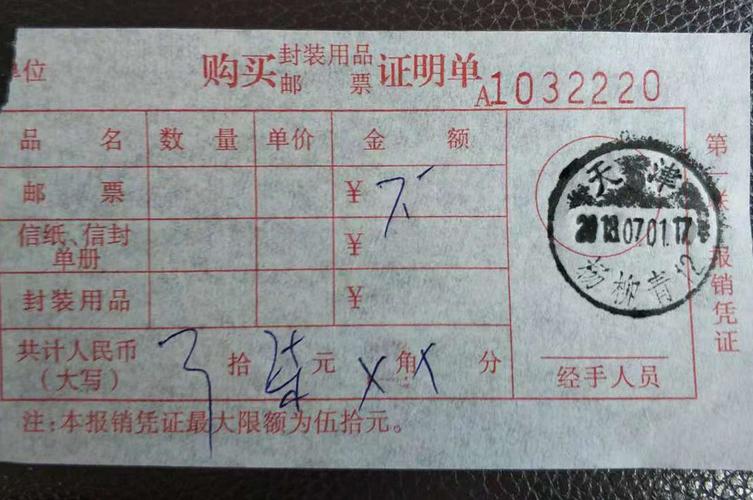 单位 购买 封装用品 邮票 证明单 A1032220
品名 数量 单价 金额
邮票 ¥
信纸、信封单册 ¥
封装用品 ¥
共计人民币(大写) 拾 柒 元 X 角 X 分
经手人员
注:本报销凭证最大限额为伍拾元。
第一联 报销凭证
天津
2018.07.01.17
杨柳青 12